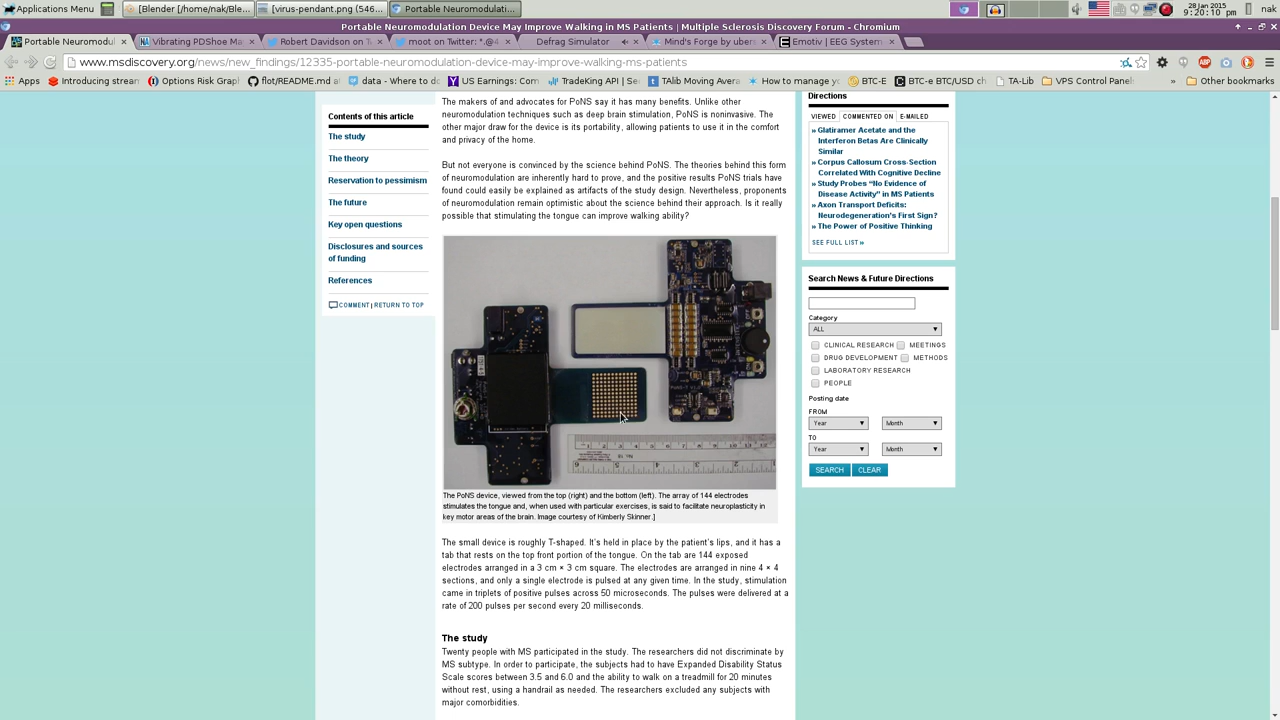 Applications Menu
[Blender [/home/nak/Ble...
[virus-pendant.png (546...
Portable Neuromodulati...
28 Jan 2015
9:20:10 pm
nak
Portable Neuromodulation Device May Improve Walking in MS Patients | Multiple Sclerosis Discovery Forum - Chromium
Portable Neuromodul
Vibrating PDShoe Ma
Robert Davidson on T
moot on Twitter: "@4
Defrag Simulator
Mind's Forge by uber
Emotiv | EEG System
www.msdiscovery.org/news/new_findings/12335-portable-neuromodulation-device-may-improve-walking-ms-patients
Apps
Introducing stream
Option Risk Graph
flot/README.md at
data - Where to do
US Earnings: Com
TradeKing API | Se
TALib Moving Avera
How to manage yo
BTC-E
BTC-e BTC/USD ch
TA-Lib
VPS Control Panel
Other bookmarks
Contents of this article
The study
The theory
Reservation to pessimism
The future
Key open questions
Disclosures and sources
of funding
References
COMMENT | RETURN TO TOP
The makers of and advocates for PoNS say it has many benefits. Unlike other
neuromodulation techniques such as deep brain stimulation, PoNS is noninvasive. The
other major draw for the device is its portability, allowing patients to use it in the comfort
and privacy of the home.
But not everyone is convinced by the science behind PoNS. The theories behind this form
of neuromodulation are inherently hard to prove, and the positive results PoNS trials have
found could easily be explained as artifacts of the study design. Nevertheless, proponents
of neuromodulation remain optimistic about the science behind their approach. Is it really
possible that stimulating the tongue can improve walking ability?
The PoNS device, viewed from the top (right) and the bottom (left). The array of 144 electrodes
stimulates the tongue and, when used with particular exercises, is said to facilitate neuroplasticity in
key motor areas of the brain. Image courtesy of Kimberly Skinner.]
The small device is roughly T-shaped. It's held in place by the patient's lips, and it has a
tab that rests on the top front portion of the tongue. On the tab are 144 exposed
electrodes arranged in a 3 cm × 3 cm square. The electrodes are arranged in nine 4 × 4
sections, and only a single electrode is pulsed at any given time. In the study, stimulation
came in triplets of positive pulses across 50 microseconds. The pulses were delivered at a
rate of 200 pulses per second every 20 milliseconds.
The study
Twenty people with MS participated in the study. The researchers did not discriminate by
MS subtype. In order to participate, the subjects had to have Expanded Disability Status
Scale scores between 3.5 and 6.0 and the ability to walk on a treadmill for 20 minutes
without rest, using a handrail as needed. The researchers excluded any subjects with
major comorbidities.
Directions
VIEWED
COMMENTED ON
E-MAILED
» Glatiramer Acetate and the
Interferon Betas Are Clinically
Similar
» Corpus Callosum Cross-Section
Correlated With Cognitive Decline
» Study Probes “No Evidence of
Disease Activity” in MS Patients
» Axon Transport Deficits:
Neurodegeneration's First Sign?
» The Power of Positive Thinking
SEE FULL LIST »
Search News & Future Directions
Category
ALL
CLINICAL RESEARCH
MEETINGS
DRUG DEVELOPMENT
METHODS
LABORATORY RESEARCH
PEOPLE
Posting date
FROM
Year
Month
TO
Year
Month
SEARCH
CLEAR